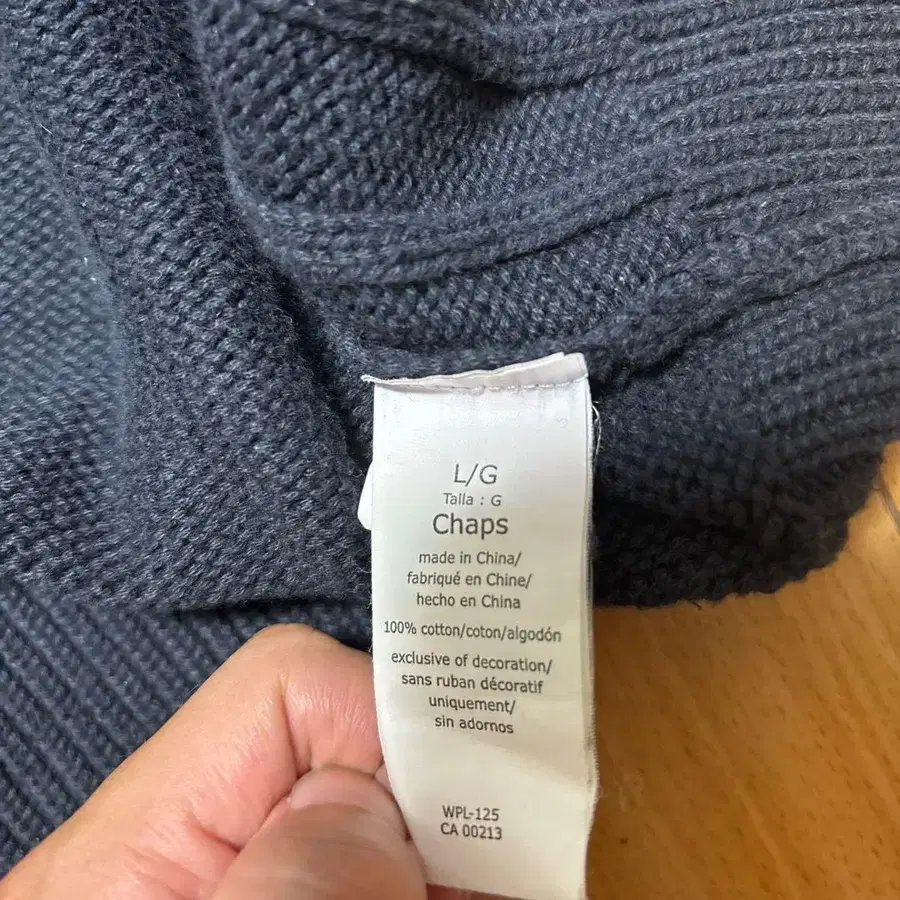 L/G
Talla : G
Chaps
made in China/
fabriqué en Chine/
hecho en China
100% cotton/coton/algodón
exclusive of decoration/
sans ruban décoratif
uniquement/
sin adornos
WPL-125
CA 00213